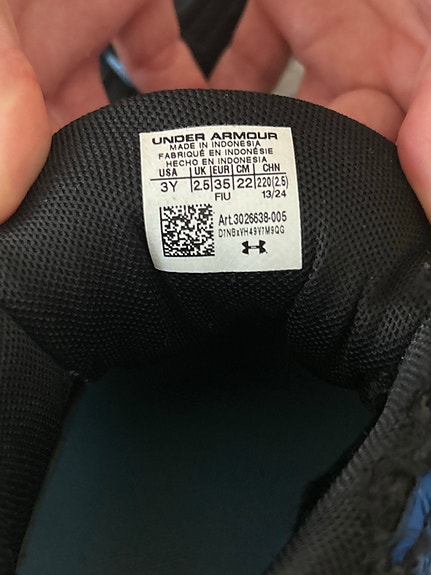 UNDER ARMOUR
MADE IN INDONESIA
FABRIQUÉ EN INDONÉSIE
HECHO EN INDONESIA
USA UK EUR CM CHN
3Y 2.5 35 22 220(2.5)
FIU 13/24
Art.3026638-005